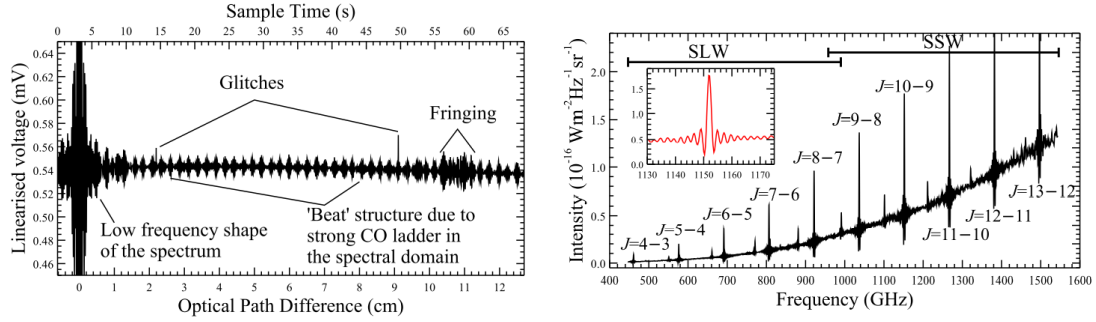 Sample Time (s)
0 5 10 15 20 25 30 35 40 45 50 55 60 65
Linearised voltage (mV)
0.64
0.62
0.60
0.58
0.56
0.54
0.52
0.50
0.48
0.46
Glitches
Fringing
Low frequency shape
of the spectrum
'Beat' structure due to
strong CO ladder in
the spectral domain
0 1 2 3 4 5 6 7 8 9 10 11 12
Optical Path Difference (cm)
Intensity (10⁻¹⁶ Wm⁻²Hz⁻¹sr⁻¹)
2.0
1.5
1.0
0.5
0.0
SLW
SSW
1.5
1.0
0.5
0.0
1130 1140 1150 1160 1170
J=4−3
J=5−4
J=6−5
J=7−6
J=8−7
J=9−8
J=10−9
J=11−10
J=12−11
J=13−12
400 500 600 700 800 900 1000 1100 1200 1300 1400 1500 1600
Frequency (GHz)